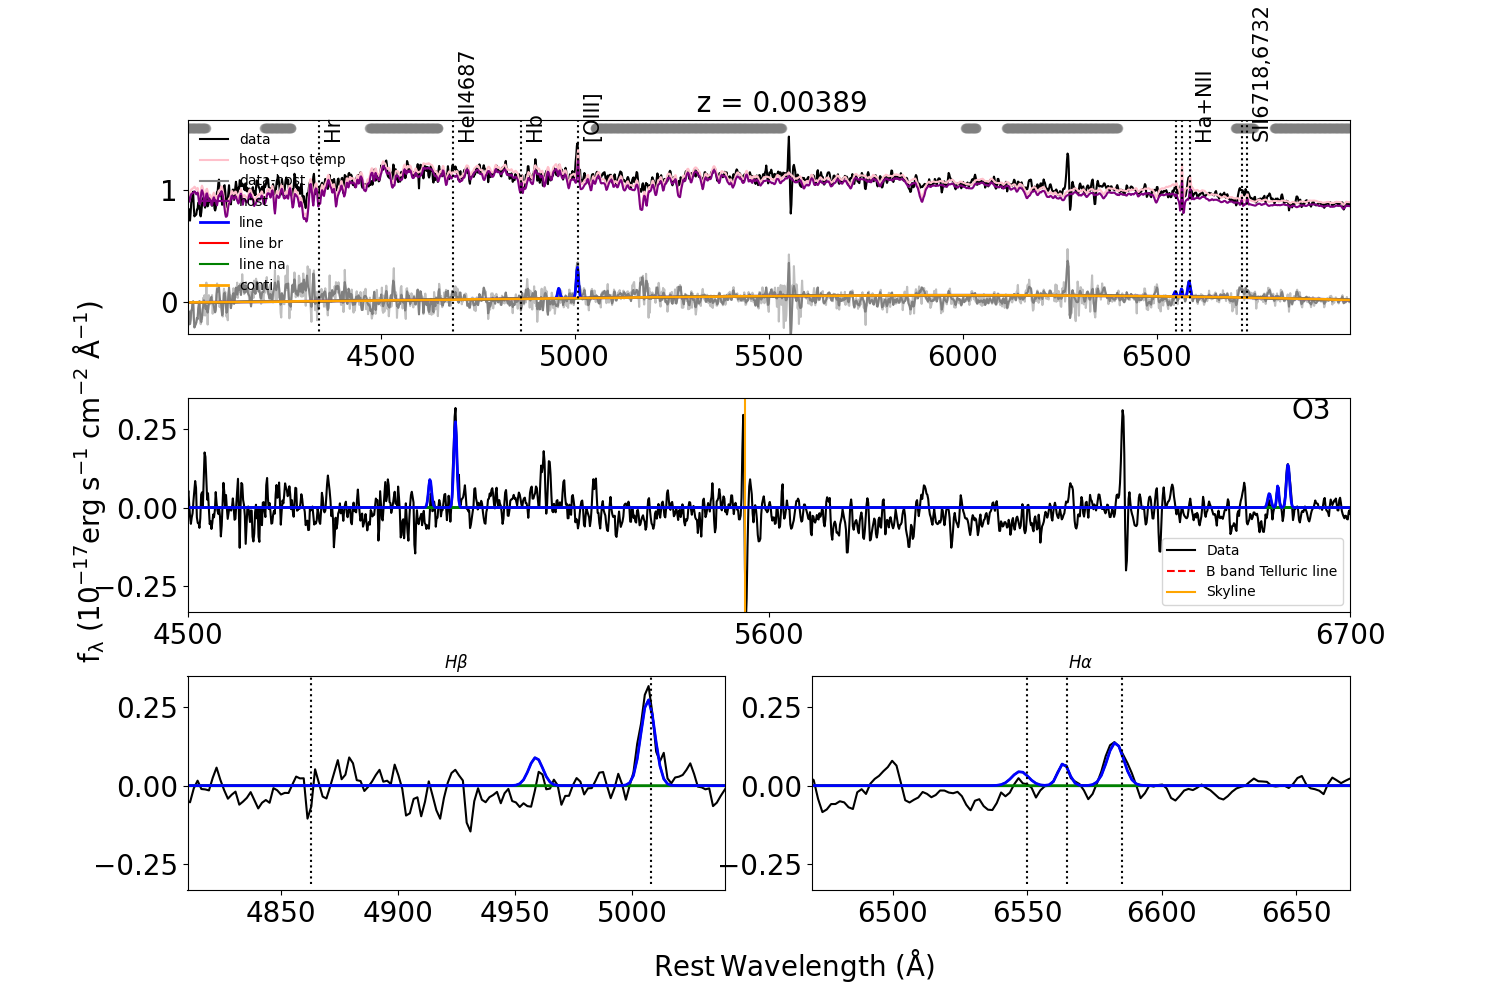 z = 0.00389
Hr
HeII4687
Hb
[OIII]
Ha+NII
SII6718,6732
data
host+qso temp
data-host
host
line
line br
line na
conti
1
0
4500 5000 5500 6000 6500
fλ (10−17erg s−1 cm−2 Å−1)
O3
0.25
0.00
−0.25
Data
B band Telluric line
Skyline
4500 5600 6700
Hβ
0.25
0.00
−0.25
4850 4900 4950 5000
Hα
0.25
0.00
−0.25
6500 6550 6600 6650
Rest Wavelength (Å)